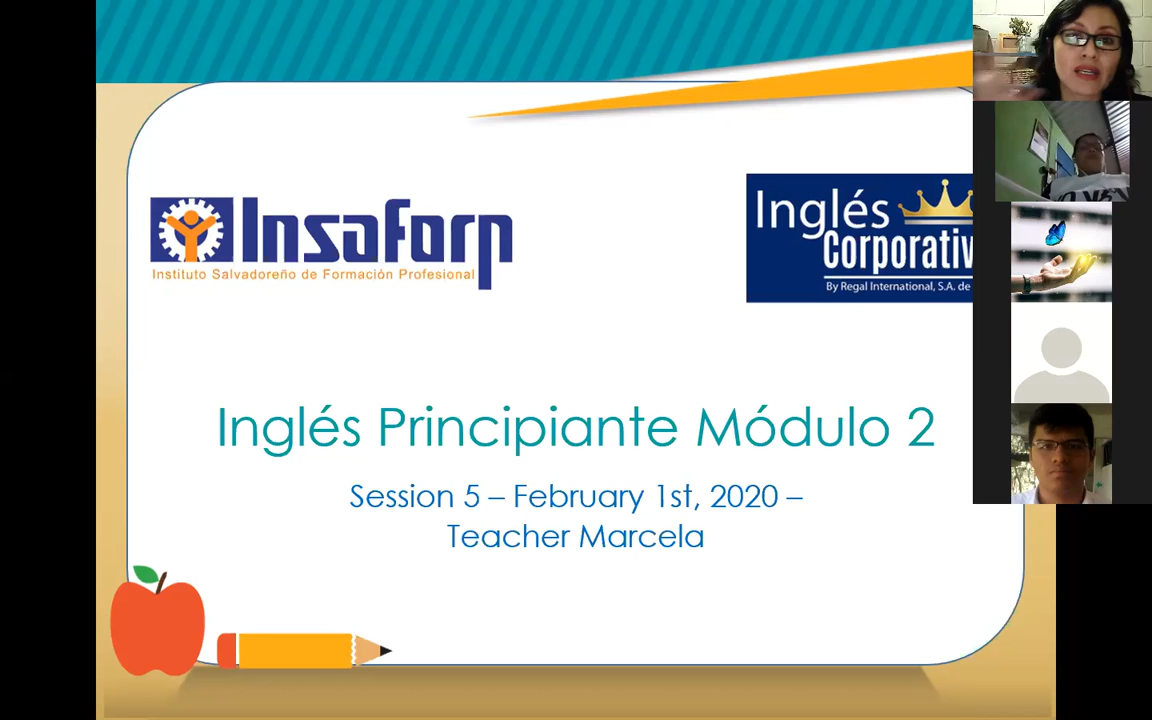 Insaforp
Instituto Salvadoreño de Formación Profesional
Inglés
Corporativ
By Regal International, S.A. de
Inglés Principiante Módulo 2
Session 5 – February 1st, 2020 –
Teacher Marcela